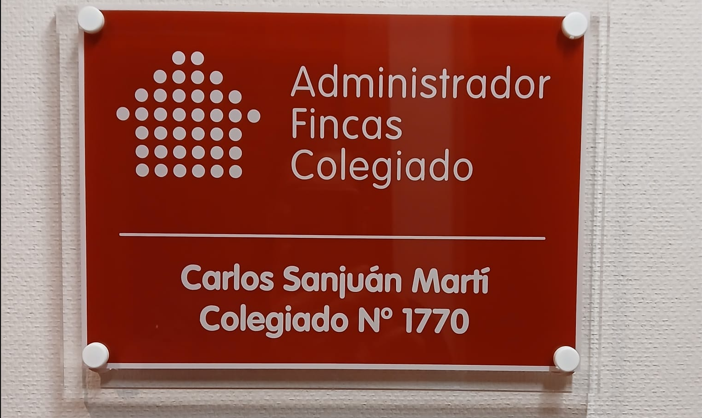 Administrador
Fincas
Colegiado
Carlos Sanjuán Martí
Colegiado Nº 1770